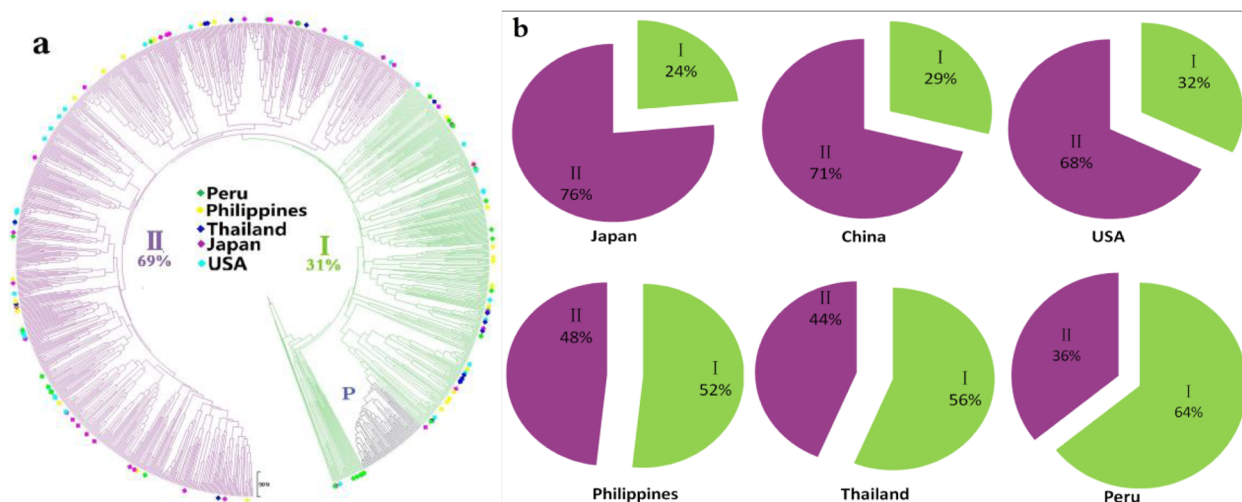 a
Peru
Philippines
Thailand
Japan
USA
II
69%
I
31%
P
b
I
24%
II
76%
Japan
I
29%
II
71%
China
I
32%
II
68%
USA
II
48%
I
52%
Philippines
II
44%
I
56%
Thailand
II
36%
I
64%
Peru